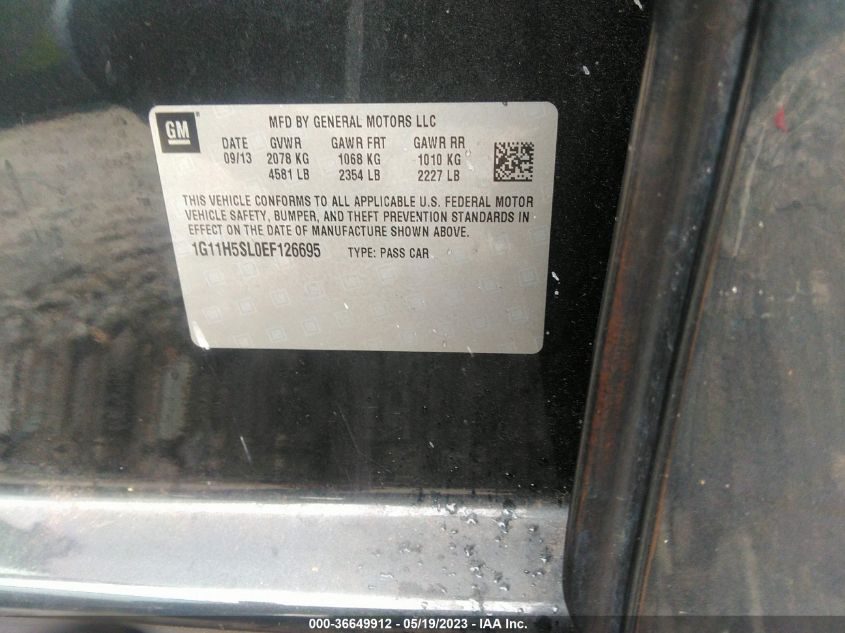 GM
MFD BY GENERAL MOTORS LLC
DATE GVWR GAWR FRT GAWR RR
09/13 2078 KG 1068 KG 1010 KG
4581 LB 2354 LB 2227 LB
THIS VEHICLE CONFORMS TO ALL APPLICABLE U.S. FEDERAL MOTOR
VEHICLE SAFETY, BUMPER, AND THEFT PREVENTION STANDARDS IN
EFFECT ON THE DATE OF MANUFACTURE SHOWN ABOVE.
1G11H5SL0EF126695 TYPE: PASS CAR
000-36649912 - 05/19/2023 - IAA Inc.